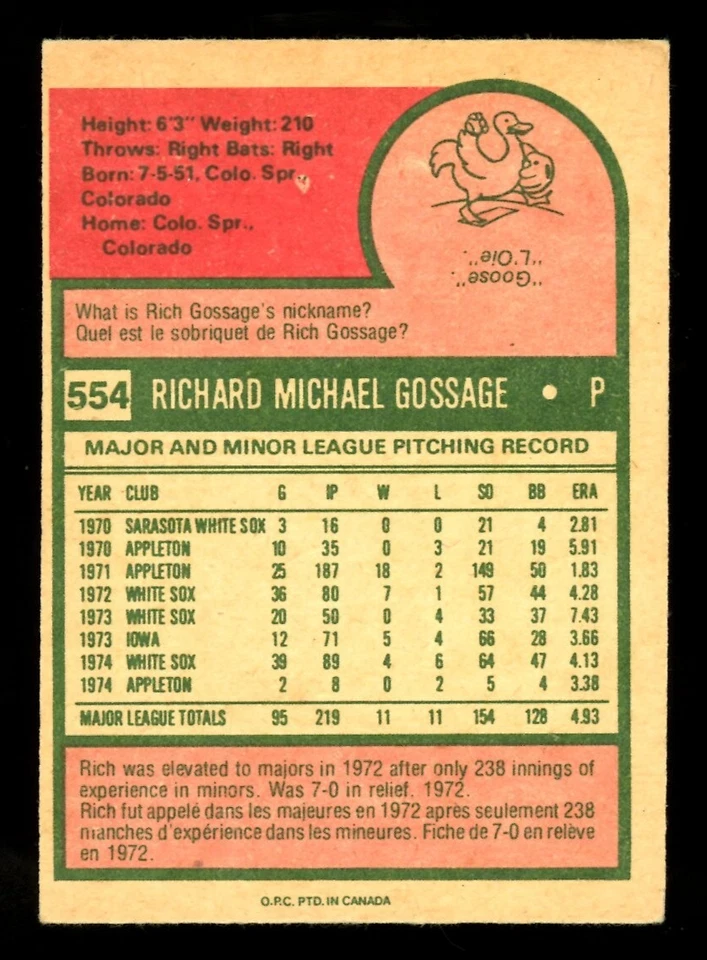 Height: 6'3" Weight: 210
Throws: Right Bats: Right
Born: 7-5-51, Colo. Spr.,
Colorado
Home: Colo. Spr.,
Colorado
"Goose".
"L'Oie".
What is Rich Gossage's nickname?
Quel est le sobriquet de Rich Gossage?
554 RICHARD MICHAEL GOSSAGE • P
MAJOR AND MINOR LEAGUE PITCHING RECORD
YEAR CLUB G IP W L SO BB ERA
1970 SARASOTA WHITE SOX 3 16 0 0 21 4 2.81
1970 APPLETON 10 35 0 3 21 19 5.91
1971 APPLETON 25 187 18 2 149 50 1.83
1972 WHITE SOX 36 80 7 1 57 44 4.28
1973 WHITE SOX 20 50 0 4 33 37 7.43
1973 IOWA 12 71 5 4 66 28 3.66
1974 WHITE SOX 39 89 4 6 64 47 4.13
1974 APPLETON 2 8 0 2 5 4 3.38
MAJOR LEAGUE TOTALS 95 219 11 11 154 128 4.93
Rich was elevated to majors in 1972 after only 238 innings of
experience in minors. Was 7-0 in relief, 1972.
Rich fut appelé dans les majeures en 1972 après seulement 238
manches d'expérience dans les mineures. Fiche de 7-0 en relève
en 1972.
O.P.C. PTD. IN CANADA